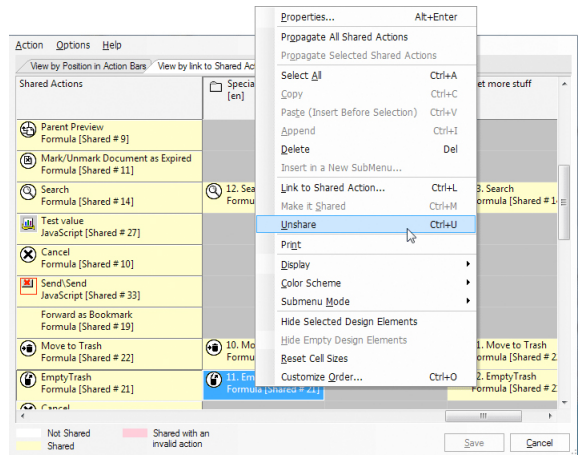 Action Options Help
View by Position in Action Bars
View by link to Shared Ac
Shared Actions
Specia
[en]
et more stuff
Parent Preview
Formula [Shared # 9]
Mark/Unmark Document as Expired
Formula [Shared # 11]
Search
Formula [Shared # 14]
12. Sea
Formu
3. Search
ormula [Shared # 1
Test value
JavaScript [Shared # 27]
Cancel
Formula [Shared # 10]
Send\Send
JavaScript [Shared # 33]
Forward as Bookmark
Formula [Shared # 19]
Move to Trash
Formula [Shared # 22]
10. Mo
Formu
1. Move to Trash
ormula [Shared # 2
EmptyTrash
Formula [Shared # 21]
11. Em
Formula [Shared # 21]
2. EmptyTrash
ormula [Shared # 2
Cancel
Properties... Alt+Enter
Propagate All Shared Actions
Propagate Selected Shared Actions
Select All Ctrl+A
Copy Ctrl+C
Paste (Insert Before Selection) Ctrl+V
Append Ctrl+I
Delete Del
Insert in a New SubMenu...
Link to Shared Action... Ctrl+L
Make it Shared Ctrl+M
Unshare Ctrl+U
Print
Display
Color Scheme
Submenu Mode
Hide Selected Design Elements
Hide Empty Design Elements
Reset Cell Sizes
Customize Order... Ctrl+O
Not Shared
Shared
Shared with an
invalid action
Save
Cancel